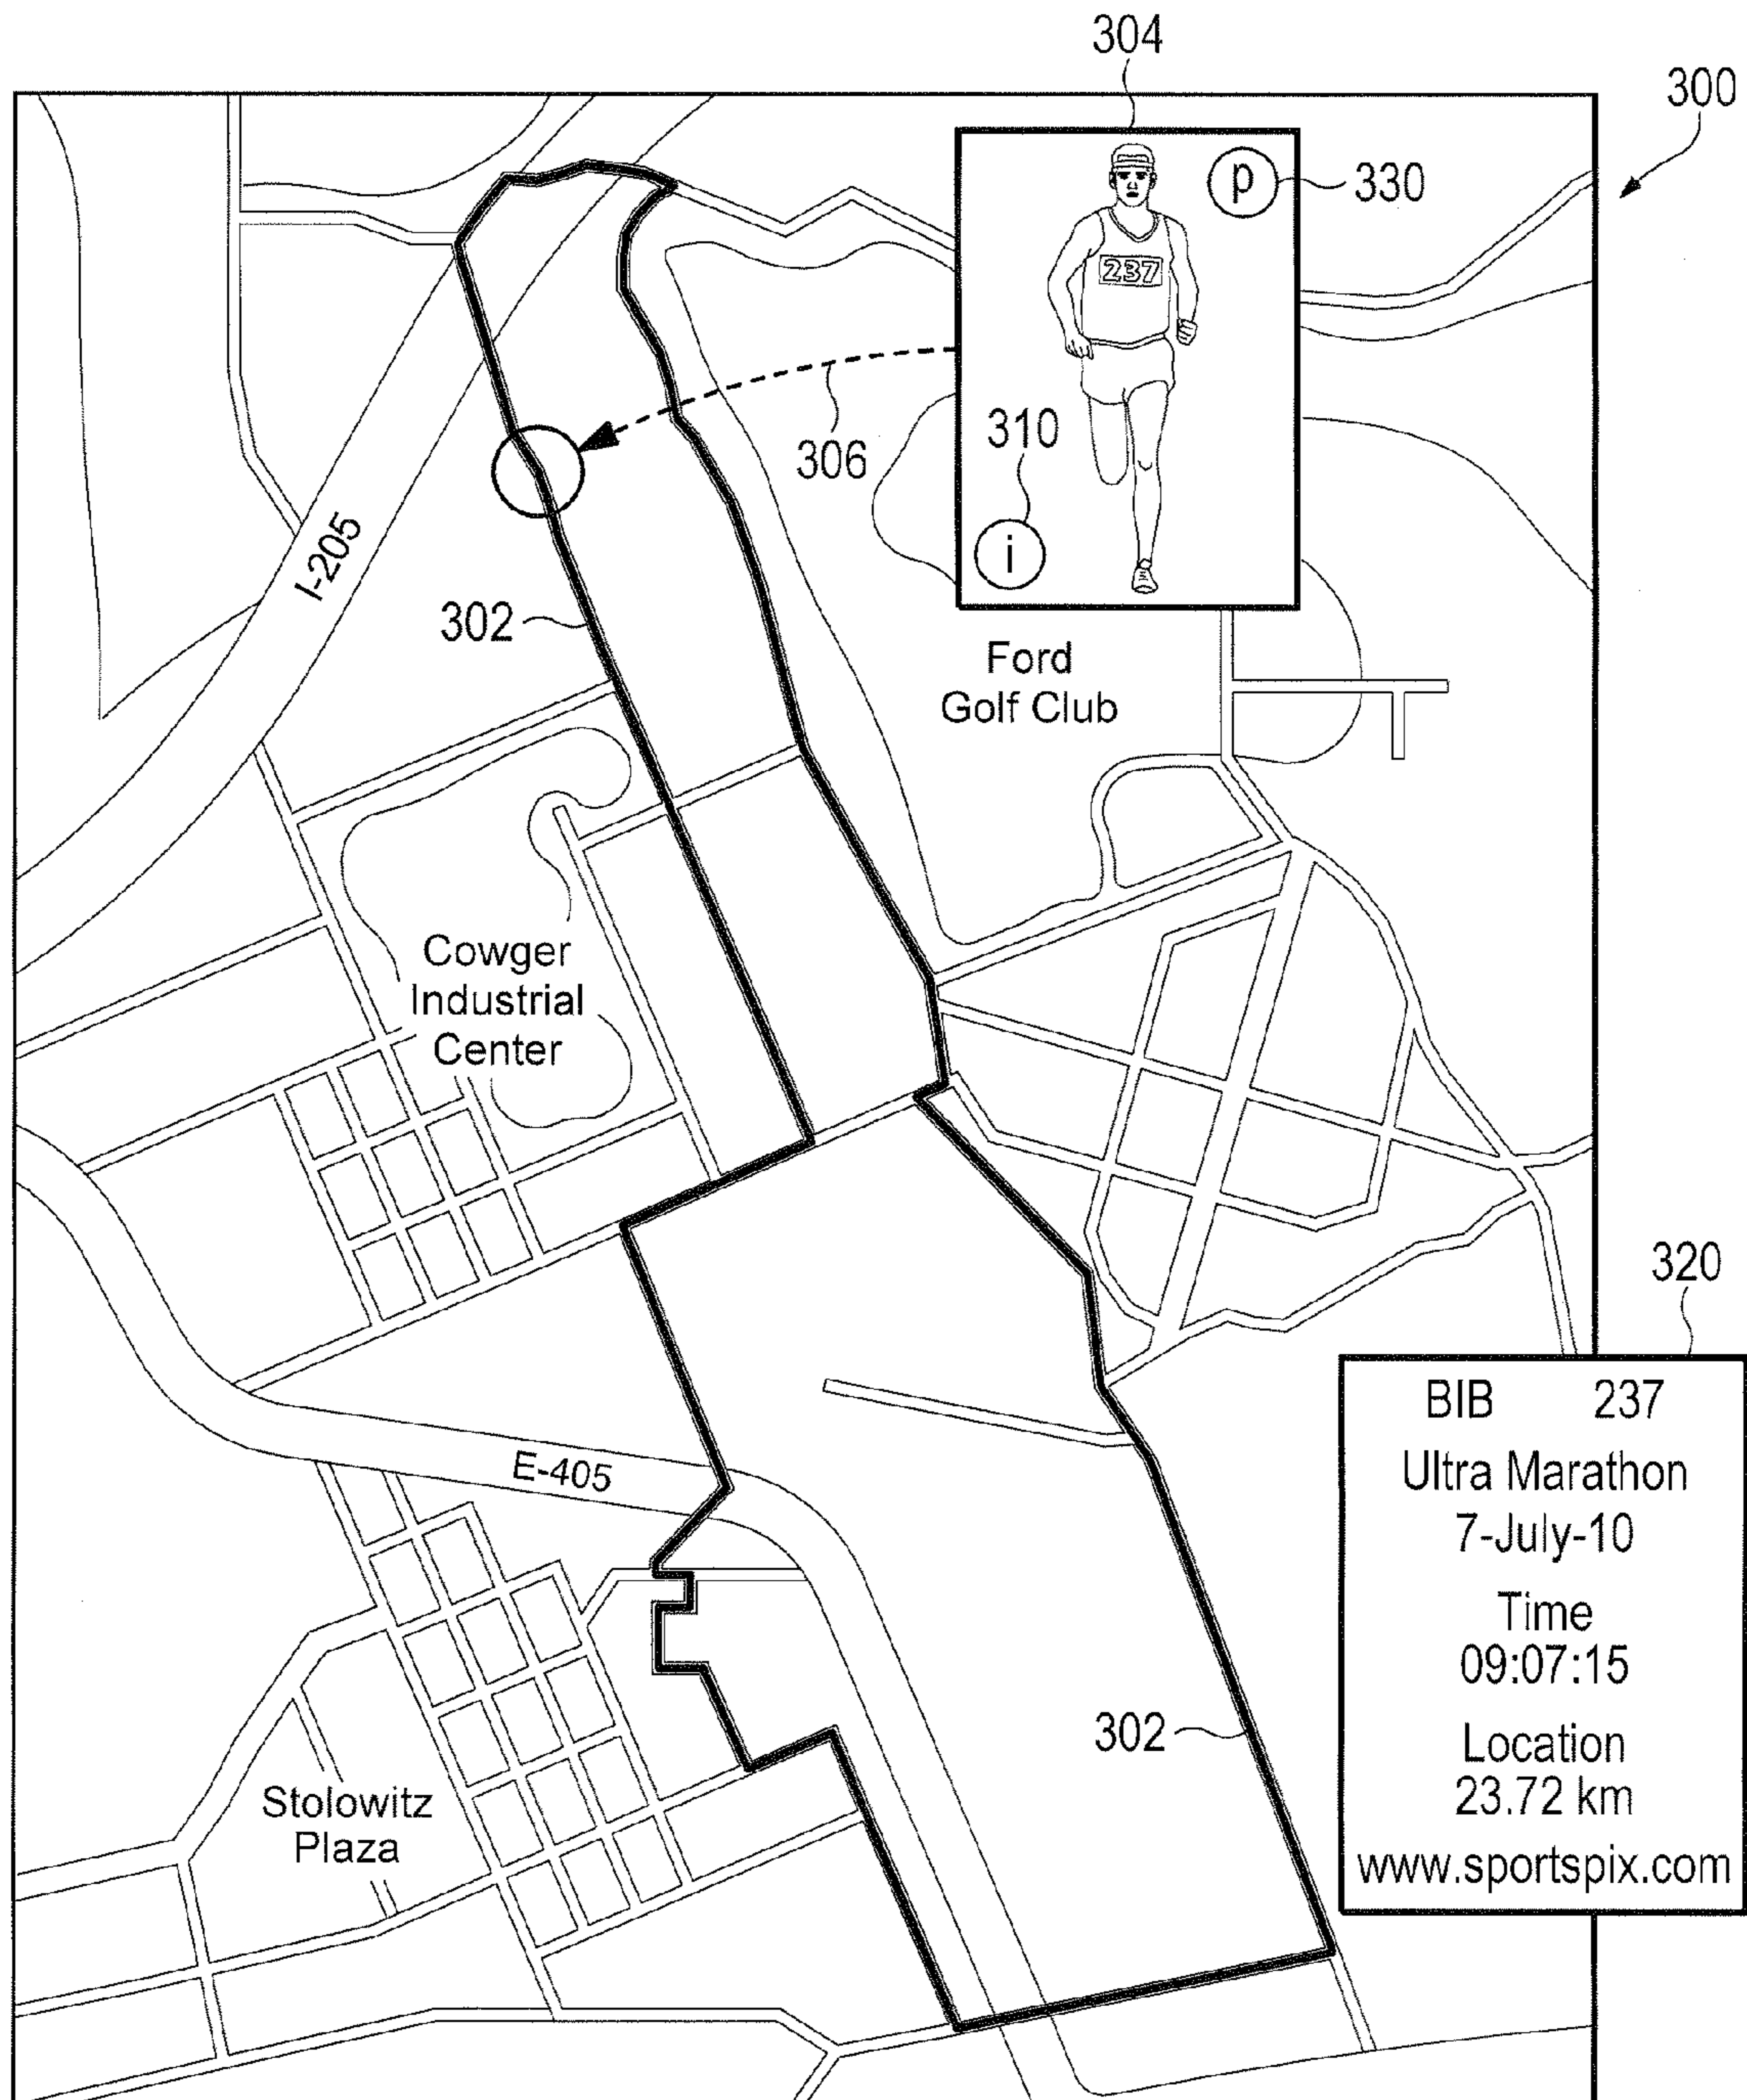 304
300
p
330
237
310
306
i
I-205
302
Ford
Golf Club
Cowger
Industrial
Center
320
BIB 237
Ultra Marathon
7-July-10
Time
09:07:15
Location
23.72 km
www.sportspix.com
E-405
302
Stolowitz
Plaza